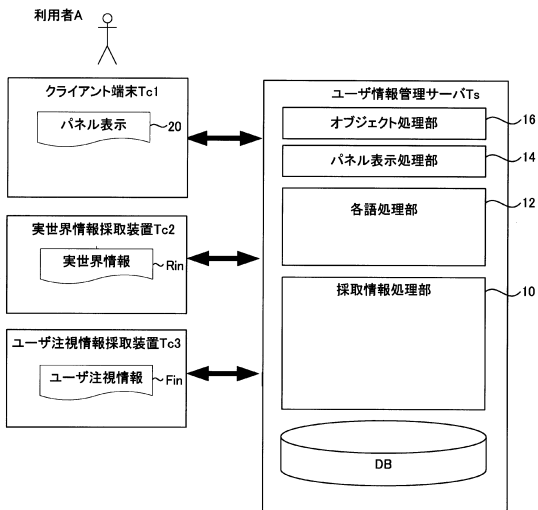 利用者A
クライアント端末Tc1
パネル表示
20
実世界情報採取装置Tc2
実世界情報
Rin
ユーザ注視情報採取装置Tc3
ユーザ注視情報
Fin
ユーザ情報管理サーバTs
オブジェクト処理部
16
パネル表示処理部
14
各語処理部
12
採取情報処理部
10
DB